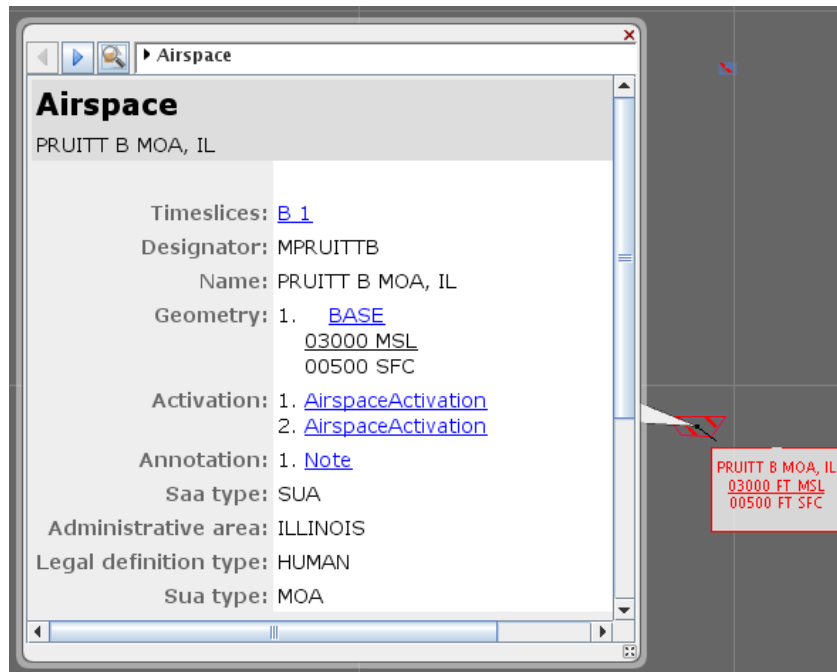 Airspace
Airspace
PRUITT B MOA, IL
Timeslices: B 1
Designator: MPRUITTB
Name: PRUITT B MOA, IL
Geometry: 1. BASE
03000 MSL
00500 SFC
Activation: 1. AirspaceActivation
2. AirspaceActivation
Annotation: 1. Note
Saa type: SUA
Administrative area: ILLINOIS
Legal definition type: HUMAN
Sua type: MOA
PRUITT B MOA, IL
03000 FT MSL
00500 FT SFC